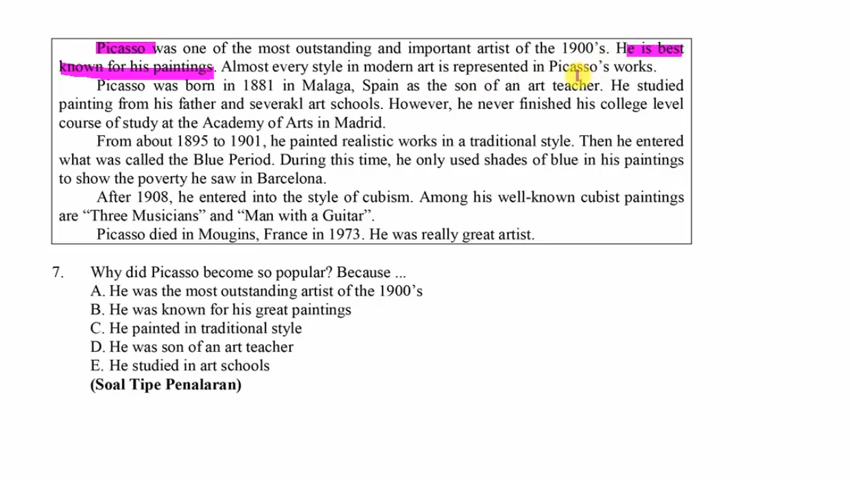 Picasso was one of the most outstanding and important artist of the 1900's. He is best
known for his paintings. Almost every style in modern art is represented in Picasso's works.
Picasso was born in 1881 in Malaga, Spain as the son of an art teacher. He studied
painting from his father and severakl art schools. However, he never finished his college level
course of study at the Academy of Arts in Madrid.
From about 1895 to 1901, he painted realistic works in a traditional style. Then he entered
what was called the Blue Period. During this time, he only used shades of blue in his paintings
to show the poverty he saw in Barcelona.
After 1908, he entered into the style of cubism. Among his well-known cubist paintings
are “Three Musicians” and “Man with a Guitar”.
Picasso died in Mougins, France in 1973. He was really great artist.
7. Why did Picasso become so popular? Because ...
A. He was the most outstanding artist of the 1900's
B. He was known for his great paintings
C. He painted in traditional style
D. He was son of an art teacher
E. He studied in art schools
(Soal Tipe Penalaran)